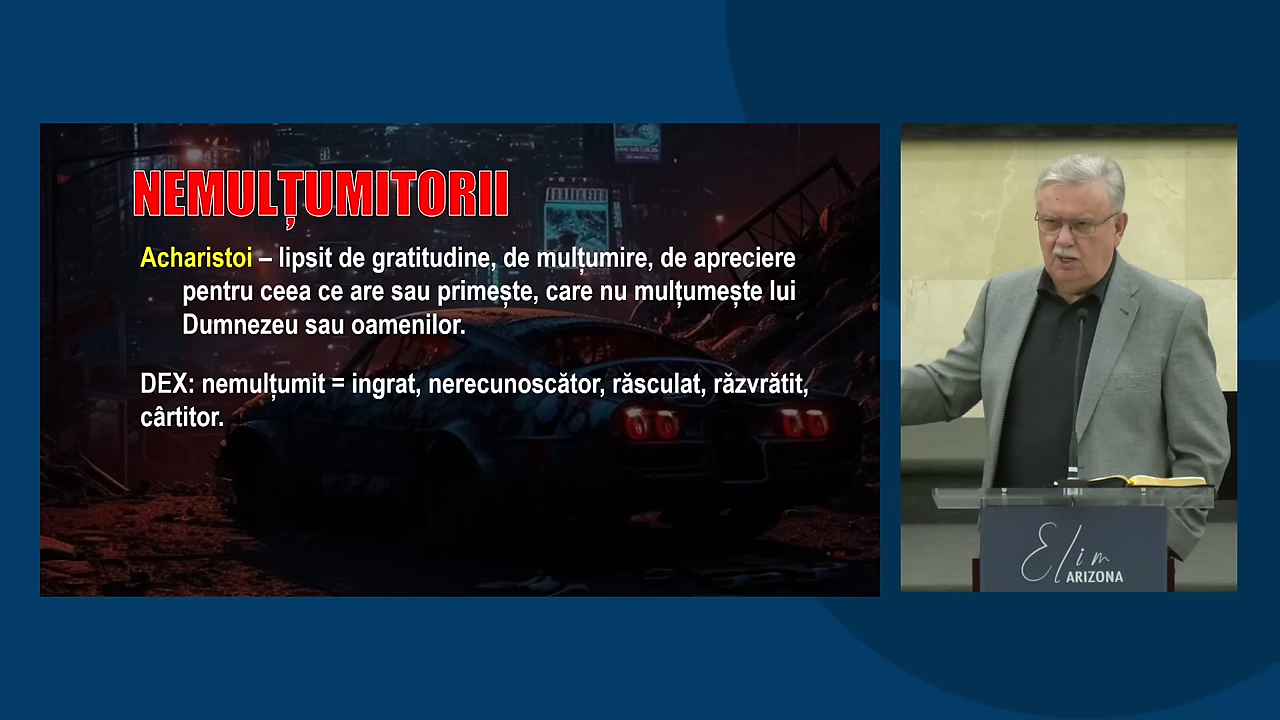 NEMULȚUMITORII
Acharistoi – lipsit de gratitudine, de mulțumire, de apreciere
pentru ceea ce are sau primește, care nu mulțumește lui
Dumnezeu sau oamenilor.
DEX: nemulțumit = ingrat, nerecunoscător, răsculat, răzvrătit,
cârtitor.
Elim
ARIZONA